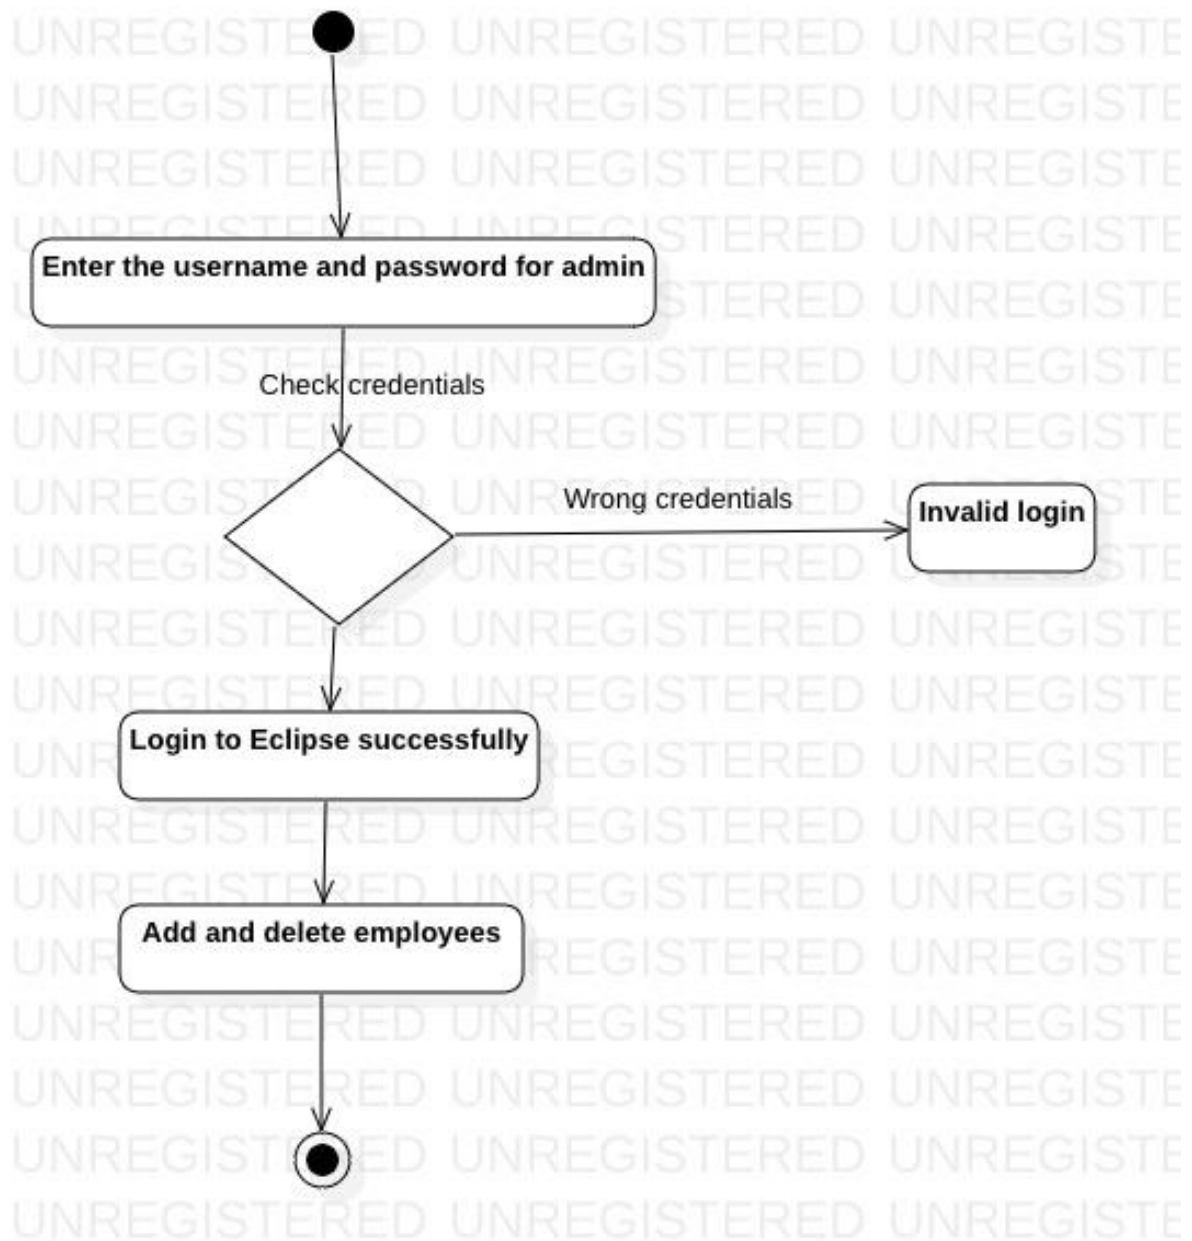 Enter the username and password for admin
Check credentials
Wrong credentials
Invalid login
Login to Eclipse successfully
Add and delete employees
UNREGISTERED